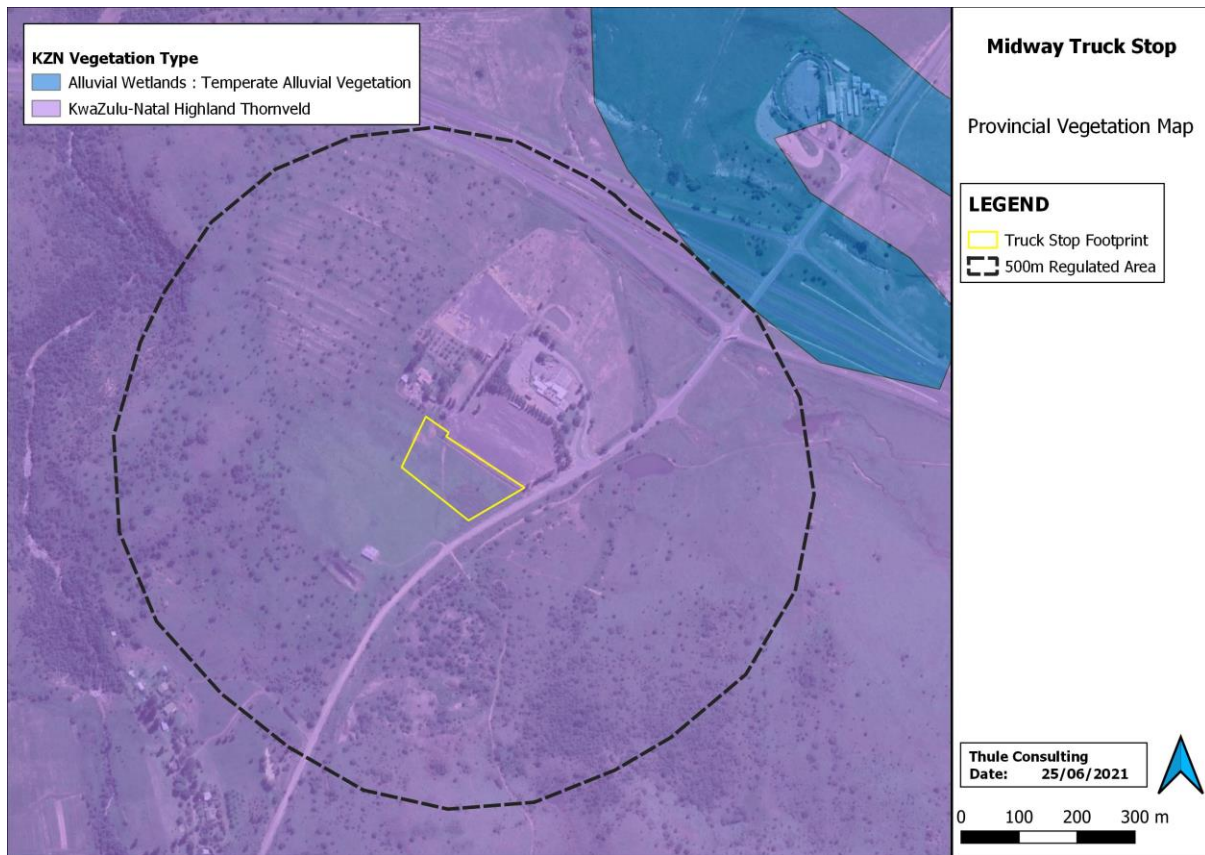 KZN Vegetation Type
Alluvial Wetlands : Temperate Alluvial Vegetation
KwaZulu-Natal Highland Thornveld
Midway Truck Stop
Provincial Vegetation Map
LEGEND
Truck Stop Footprint
500m Regulated Area
Thule Consulting
Date: 25/06/2021
0 100 200 300 m